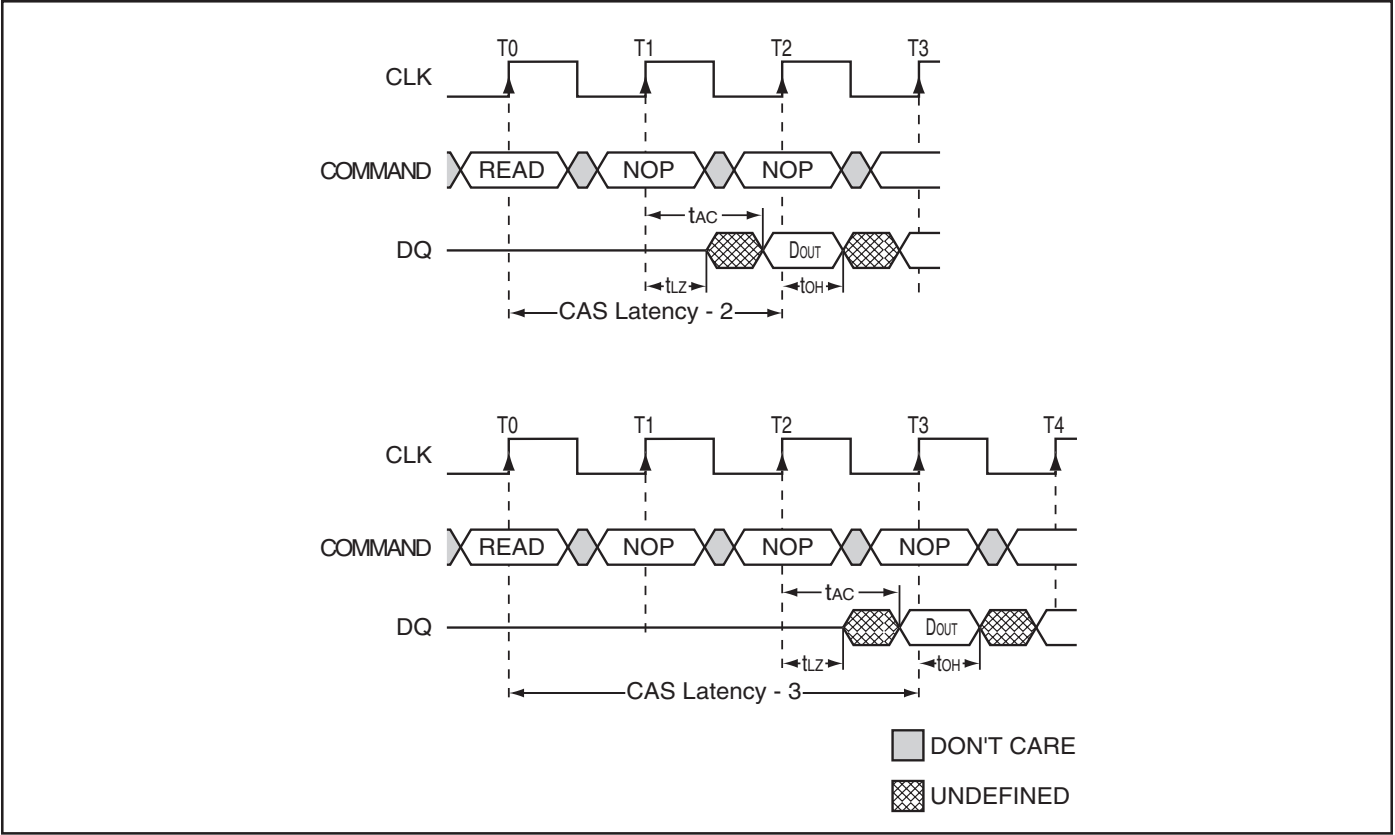 T0 T1 T2 T3
CLK
COMMAND READ NOP NOP
tAC
DQ DOUT
tLZ tOH
CAS Latency - 2
T0 T1 T2 T3 T4
CLK
COMMAND READ NOP NOP NOP
tAC
DQ DOUT
tLZ tOH
CAS Latency - 3
DON'T CARE
UNDEFINED